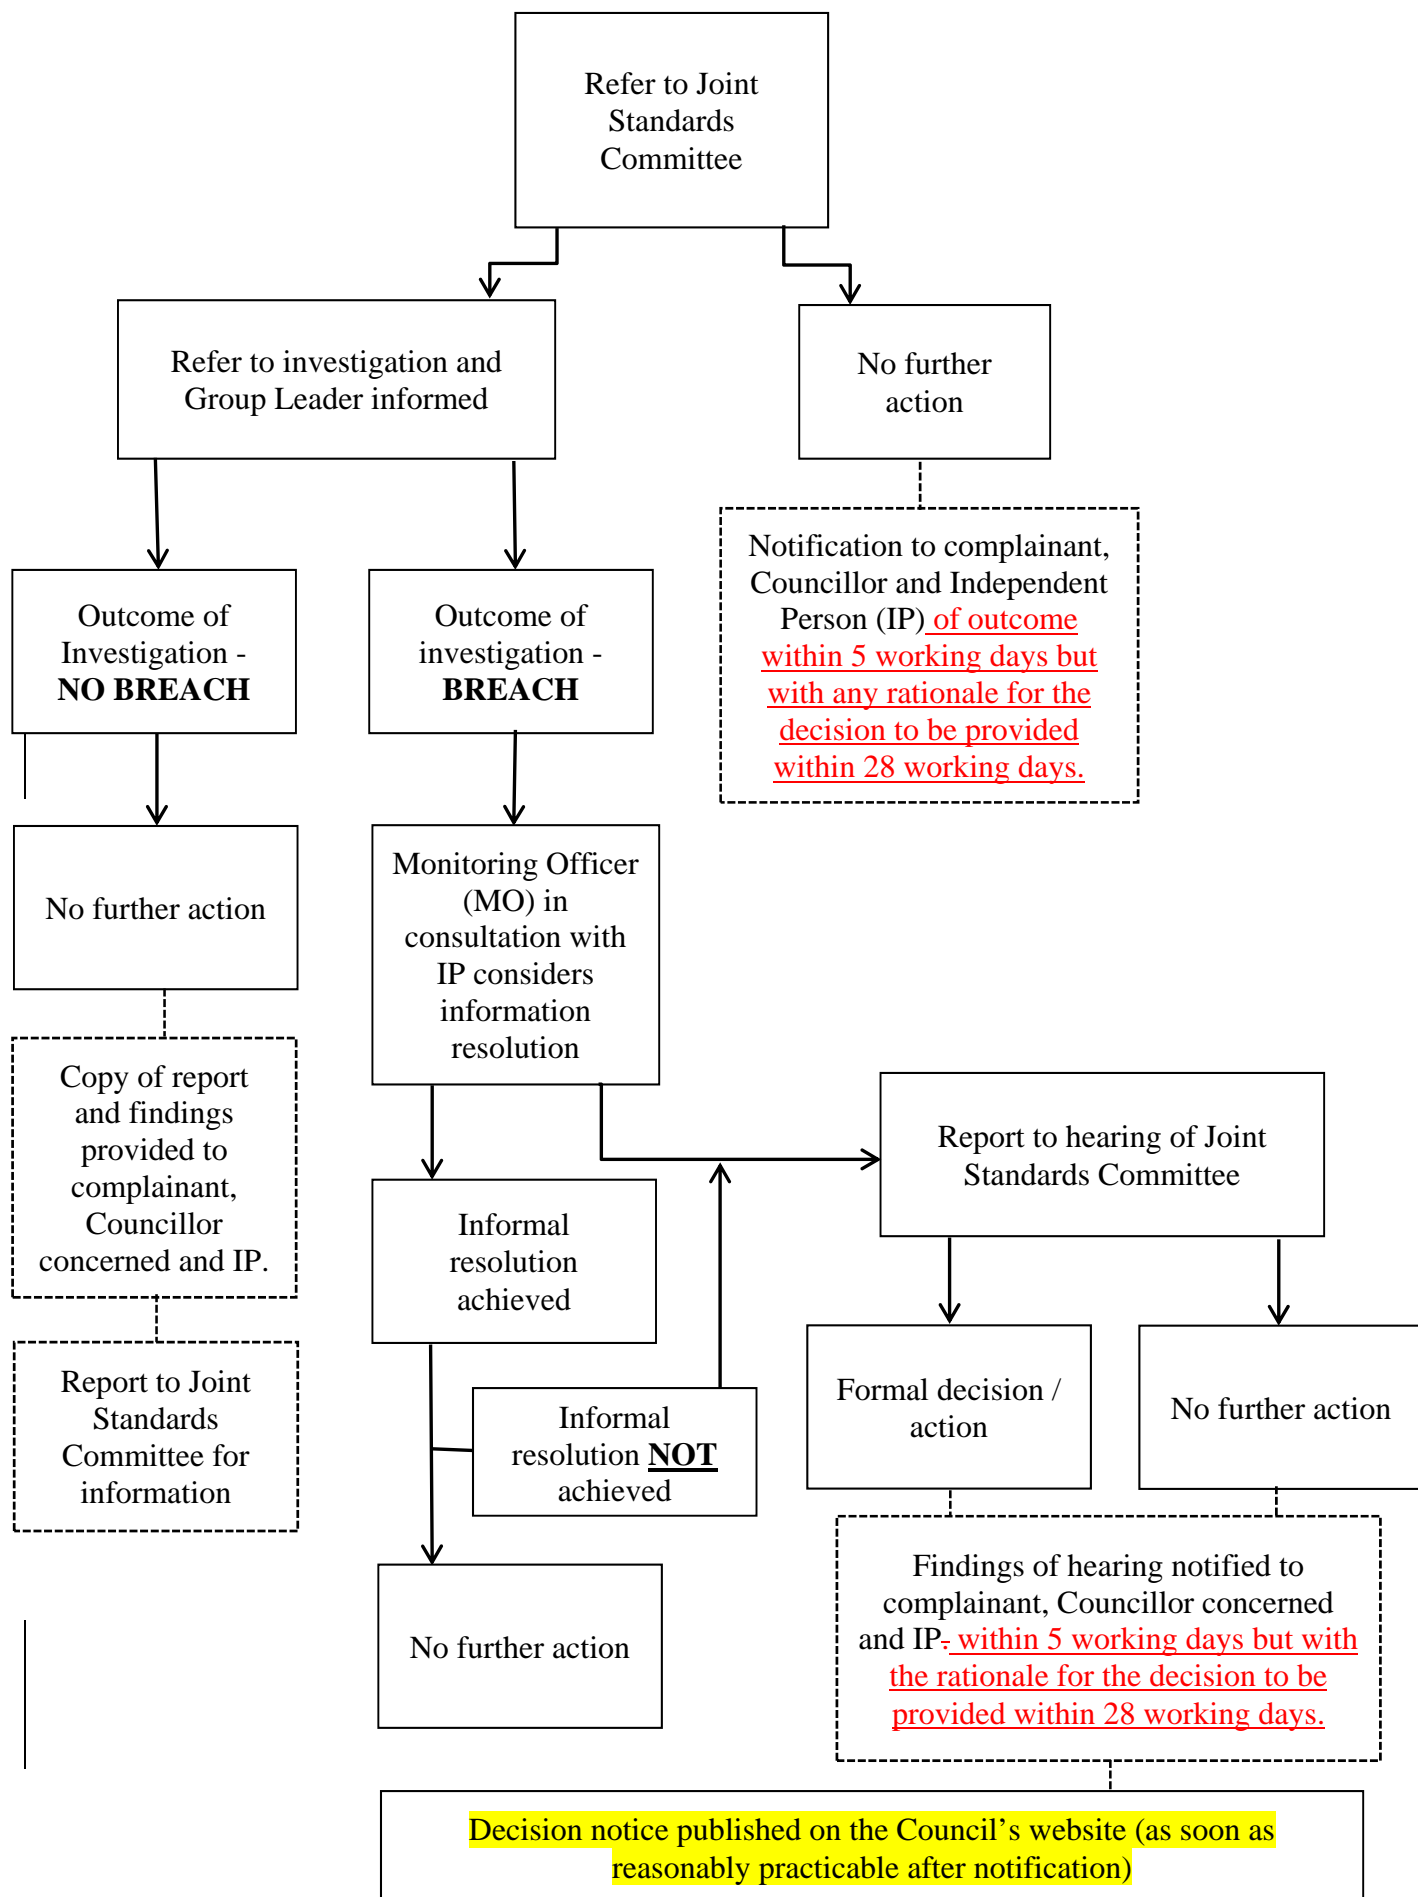 Refer to Joint
Standards
Committee
Refer to investigation and
Group Leader informed
No further
action
Notification to complainant,
Councillor and Independent
Person (IP) of outcome
within 5 working days but
with any rationale for the
decision to be provided
within 28 working days.
Outcome of
Investigation -
NO BREACH
Outcome of
investigation -
BREACH
No further action
Monitoring Officer
(MO) in
consultation with
IP considers
information
resolution
Copy of report
and findings
provided to
complainant,
Councillor
concerned and IP.
Report to hearing of Joint
Standards Committee
Informal
resolution
achieved
Report to Joint
Standards
Committee for
information
Informal
resolution NOT
achieved
Formal decision /
action
No further action
No further action
Findings of hearing notified to
complainant, Councillor concerned
and IP. within 5 working days but with
the rationale for the decision to be
provided within 28 working days.
Decision notice published on the Council’s website (as soon as
reasonably practicable after notification)